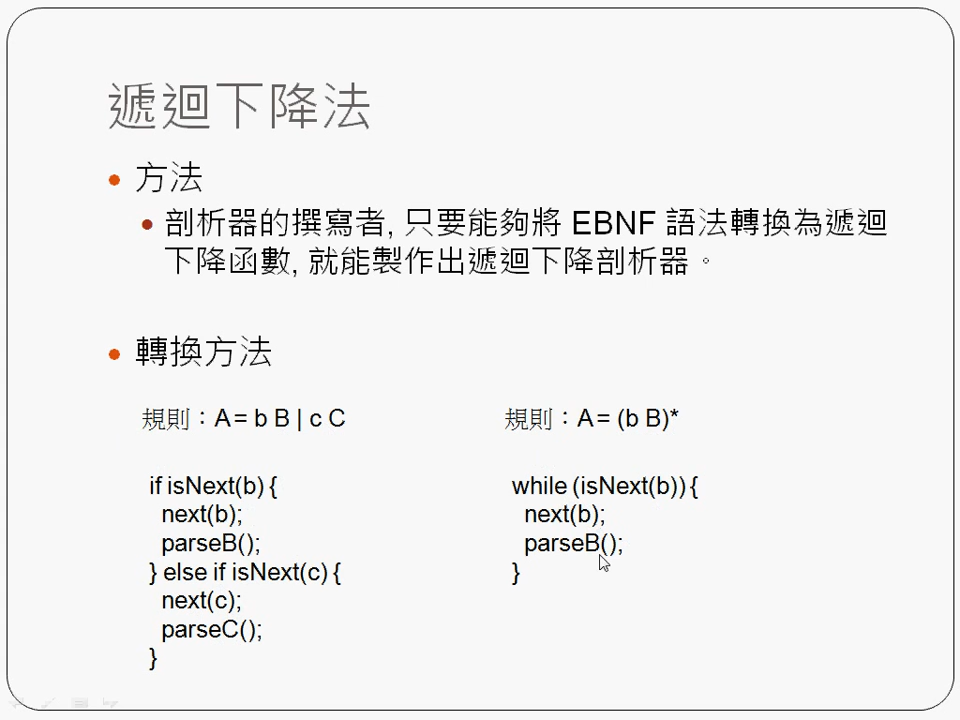 遞迴下降法
方法
剖析器的撰寫者, 只要能夠將 EBNF 語法轉換為遞迴
下降函數, 就能製作出遞迴下降剖析器。
轉換方法
規則：A = b B | c C
if isNext(b) {
next(b);
parseB();
} else if isNext(c) {
next(c);
parseC();
}
規則：A = (b B)*
while (isNext(b)) {
next(b);
parseB();
}